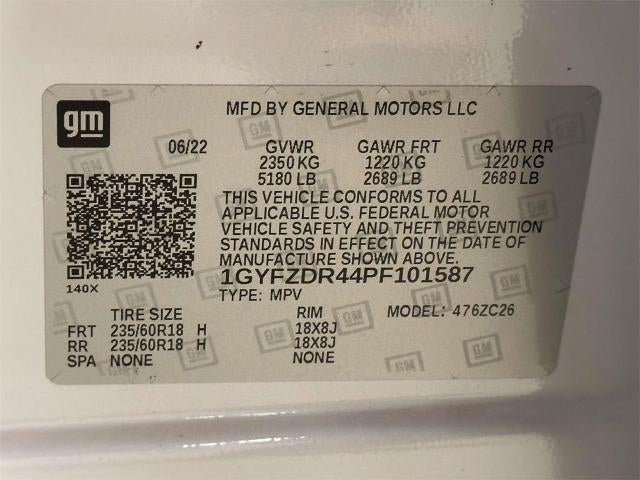 gm
MFD BY GENERAL MOTORS LLC
06/22 GVWR GAWR FRT GAWR RR
2350 KG 1220 KG 1220 KG
5180 LB 2689 LB 2689 LB
THIS VEHICLE CONFORMS TO ALL
APPLICABLE U.S. FEDERAL MOTOR
VEHICLE SAFETY AND THEFT PREVENTION
STANDARDS IN EFFECT ON THE DATE OF
MANUFACTURE SHOWN ABOVE.
140X
1GYFZDR44PF101587
TYPE: MPV MODEL: 476ZC26
TIRE SIZE RIM
FRT 235/60R18 H 18X8J
RR 235/60R18 H 18X8J
SPA NONE NONE